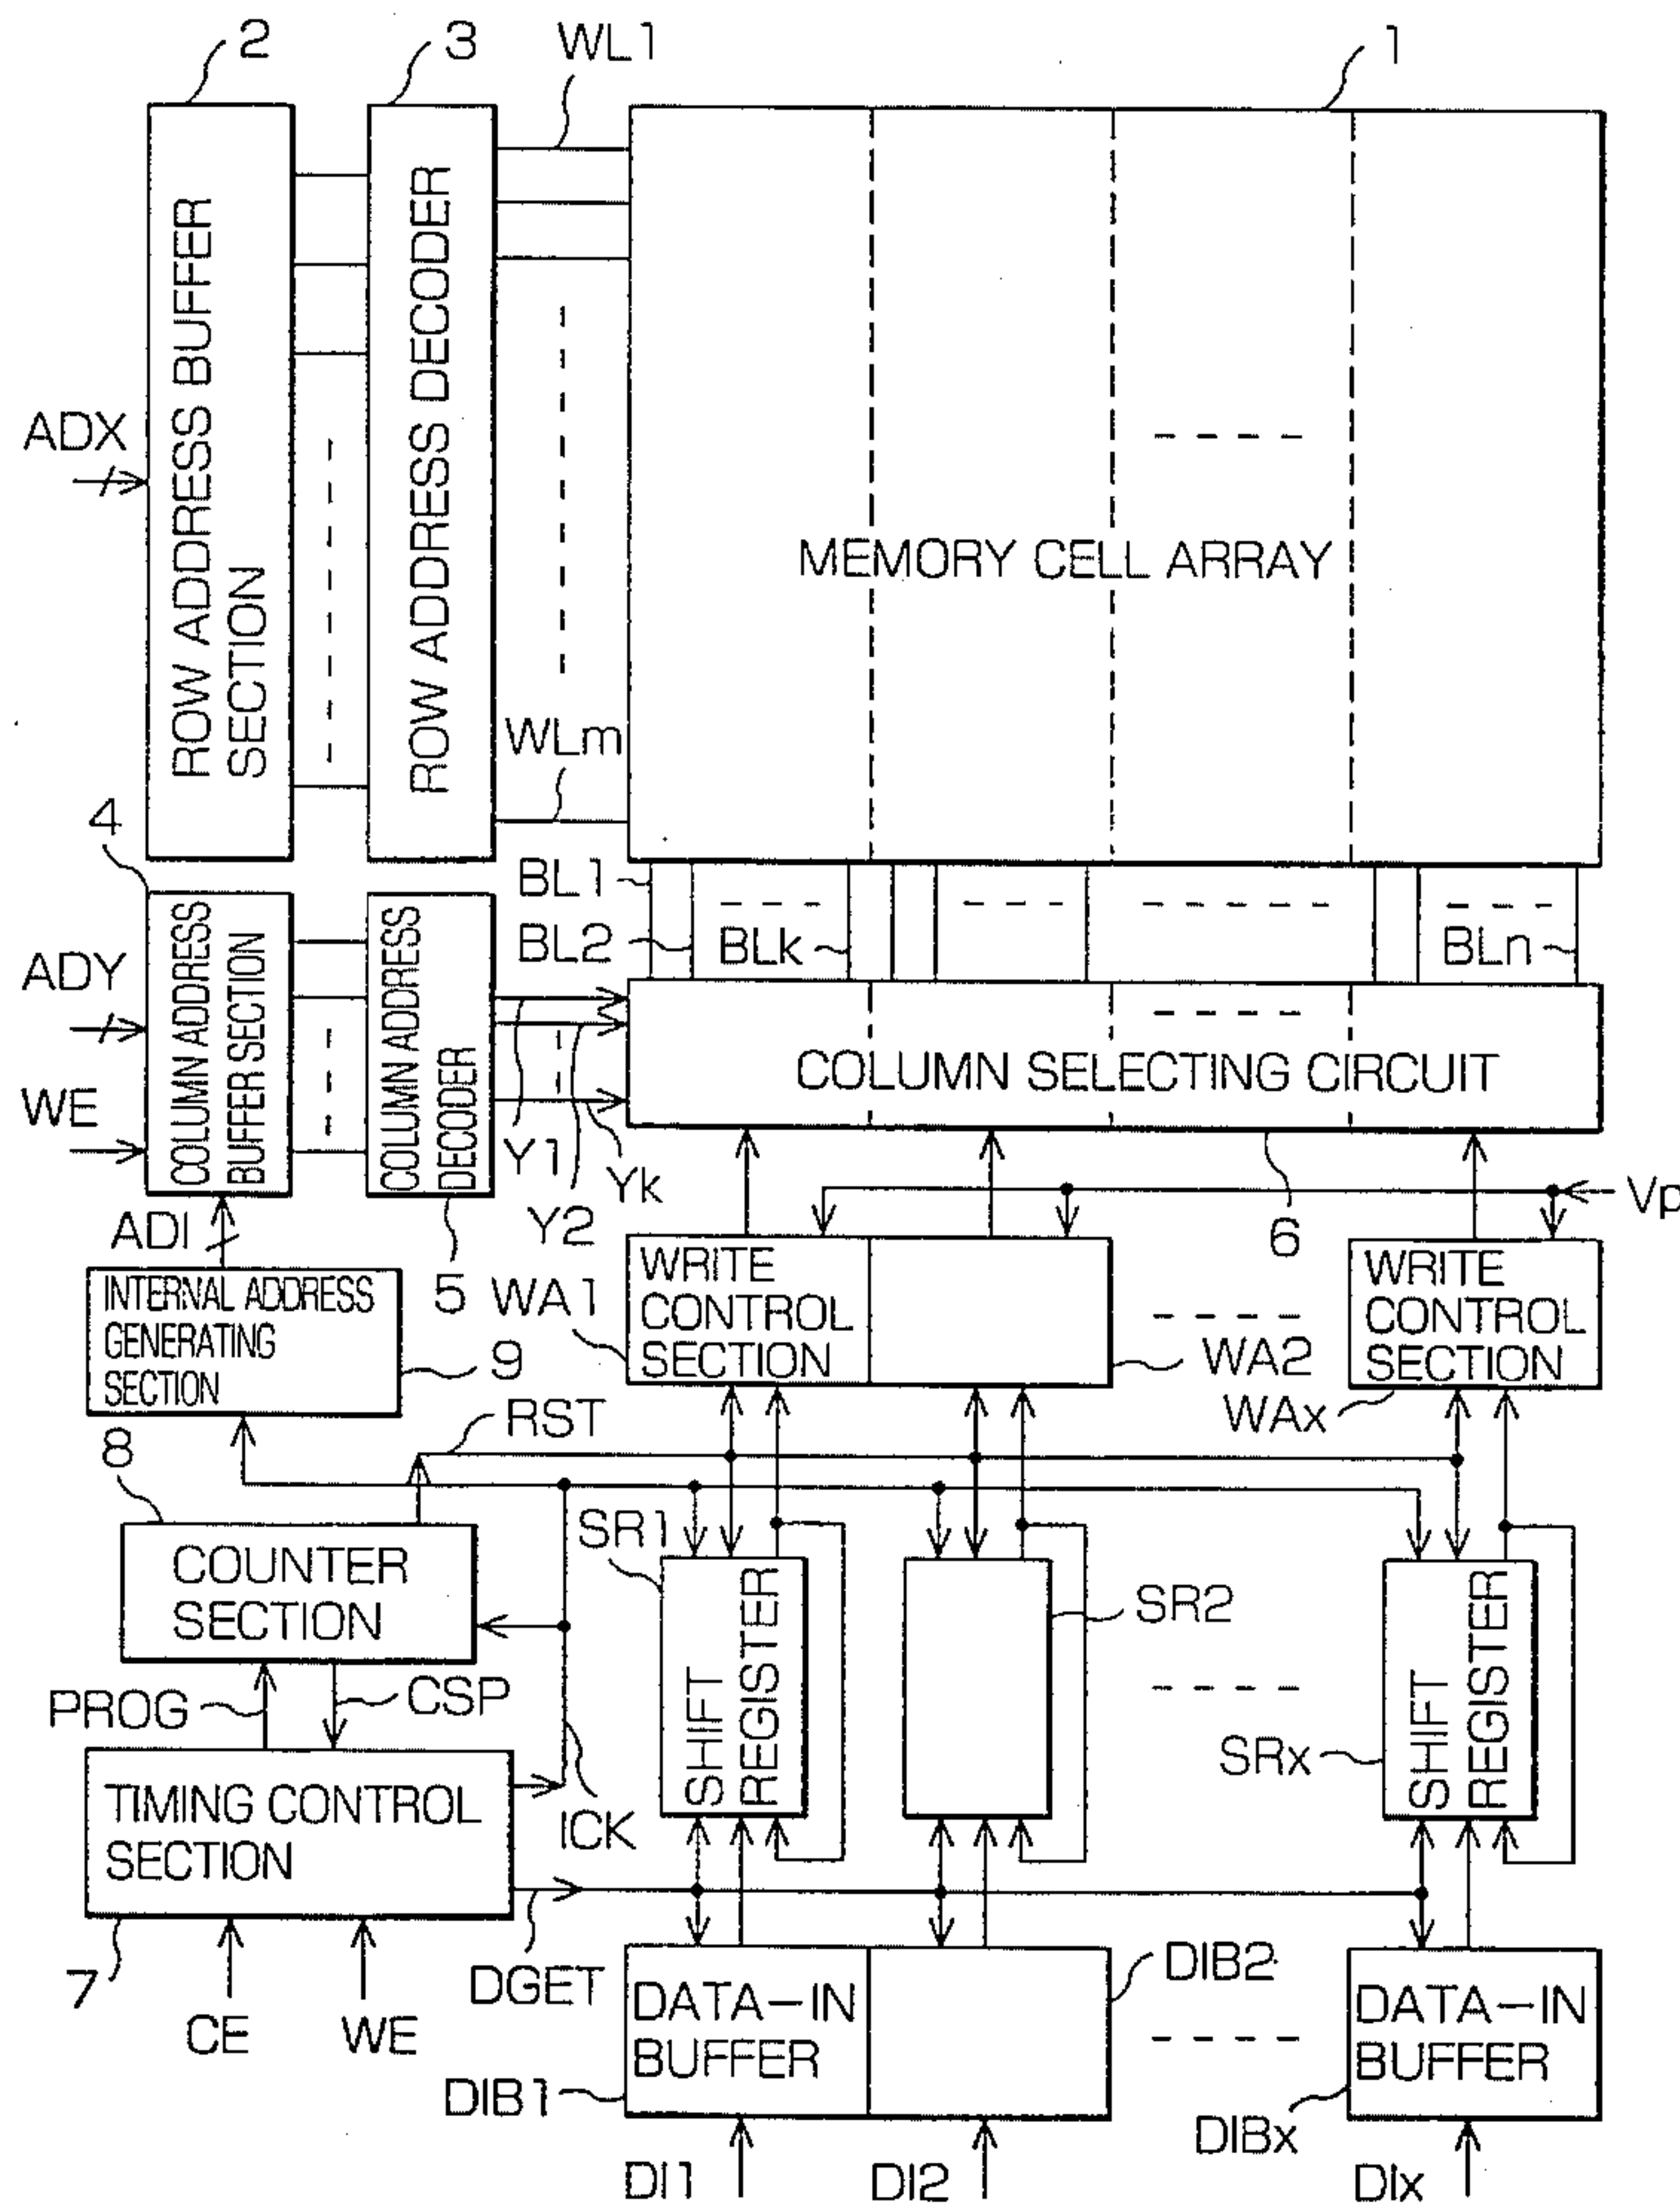 2
3
WL1
1
ROW ADDRESS BUFFER
SECTION
ROW ADDRESS DECODER
ADX
MEMORY CELL ARRAY
WLm
4
BL1
BL2
BLk
BLn
ADY
WE
COLUMN ADDRESS
BUFFER SECTION
COLUMN ADDRESS
DECODER
COLUMN SELECTING CIRCUIT
Y1
Y2
Yk
Vp
ADI
5
6
INTERNAL ADDRESS
GENERATING
SECTION
9
WA1
WRITE
CONTROL
SECTION
WA2
WRITE
CONTROL
SECTION
WAx
RST
8
COUNTER
SECTION
SR1
SHIFT
REGISTER
SR2
SRx
SHIFT
REGISTER
PROG
CSP
TIMING CONTROL
SECTION
ICK
7
CE
WE
DGET
DATA-IN
BUFFER
DIB1
DIB2
DATA-IN
BUFFER
DIBx
DI1
DI2
DIx